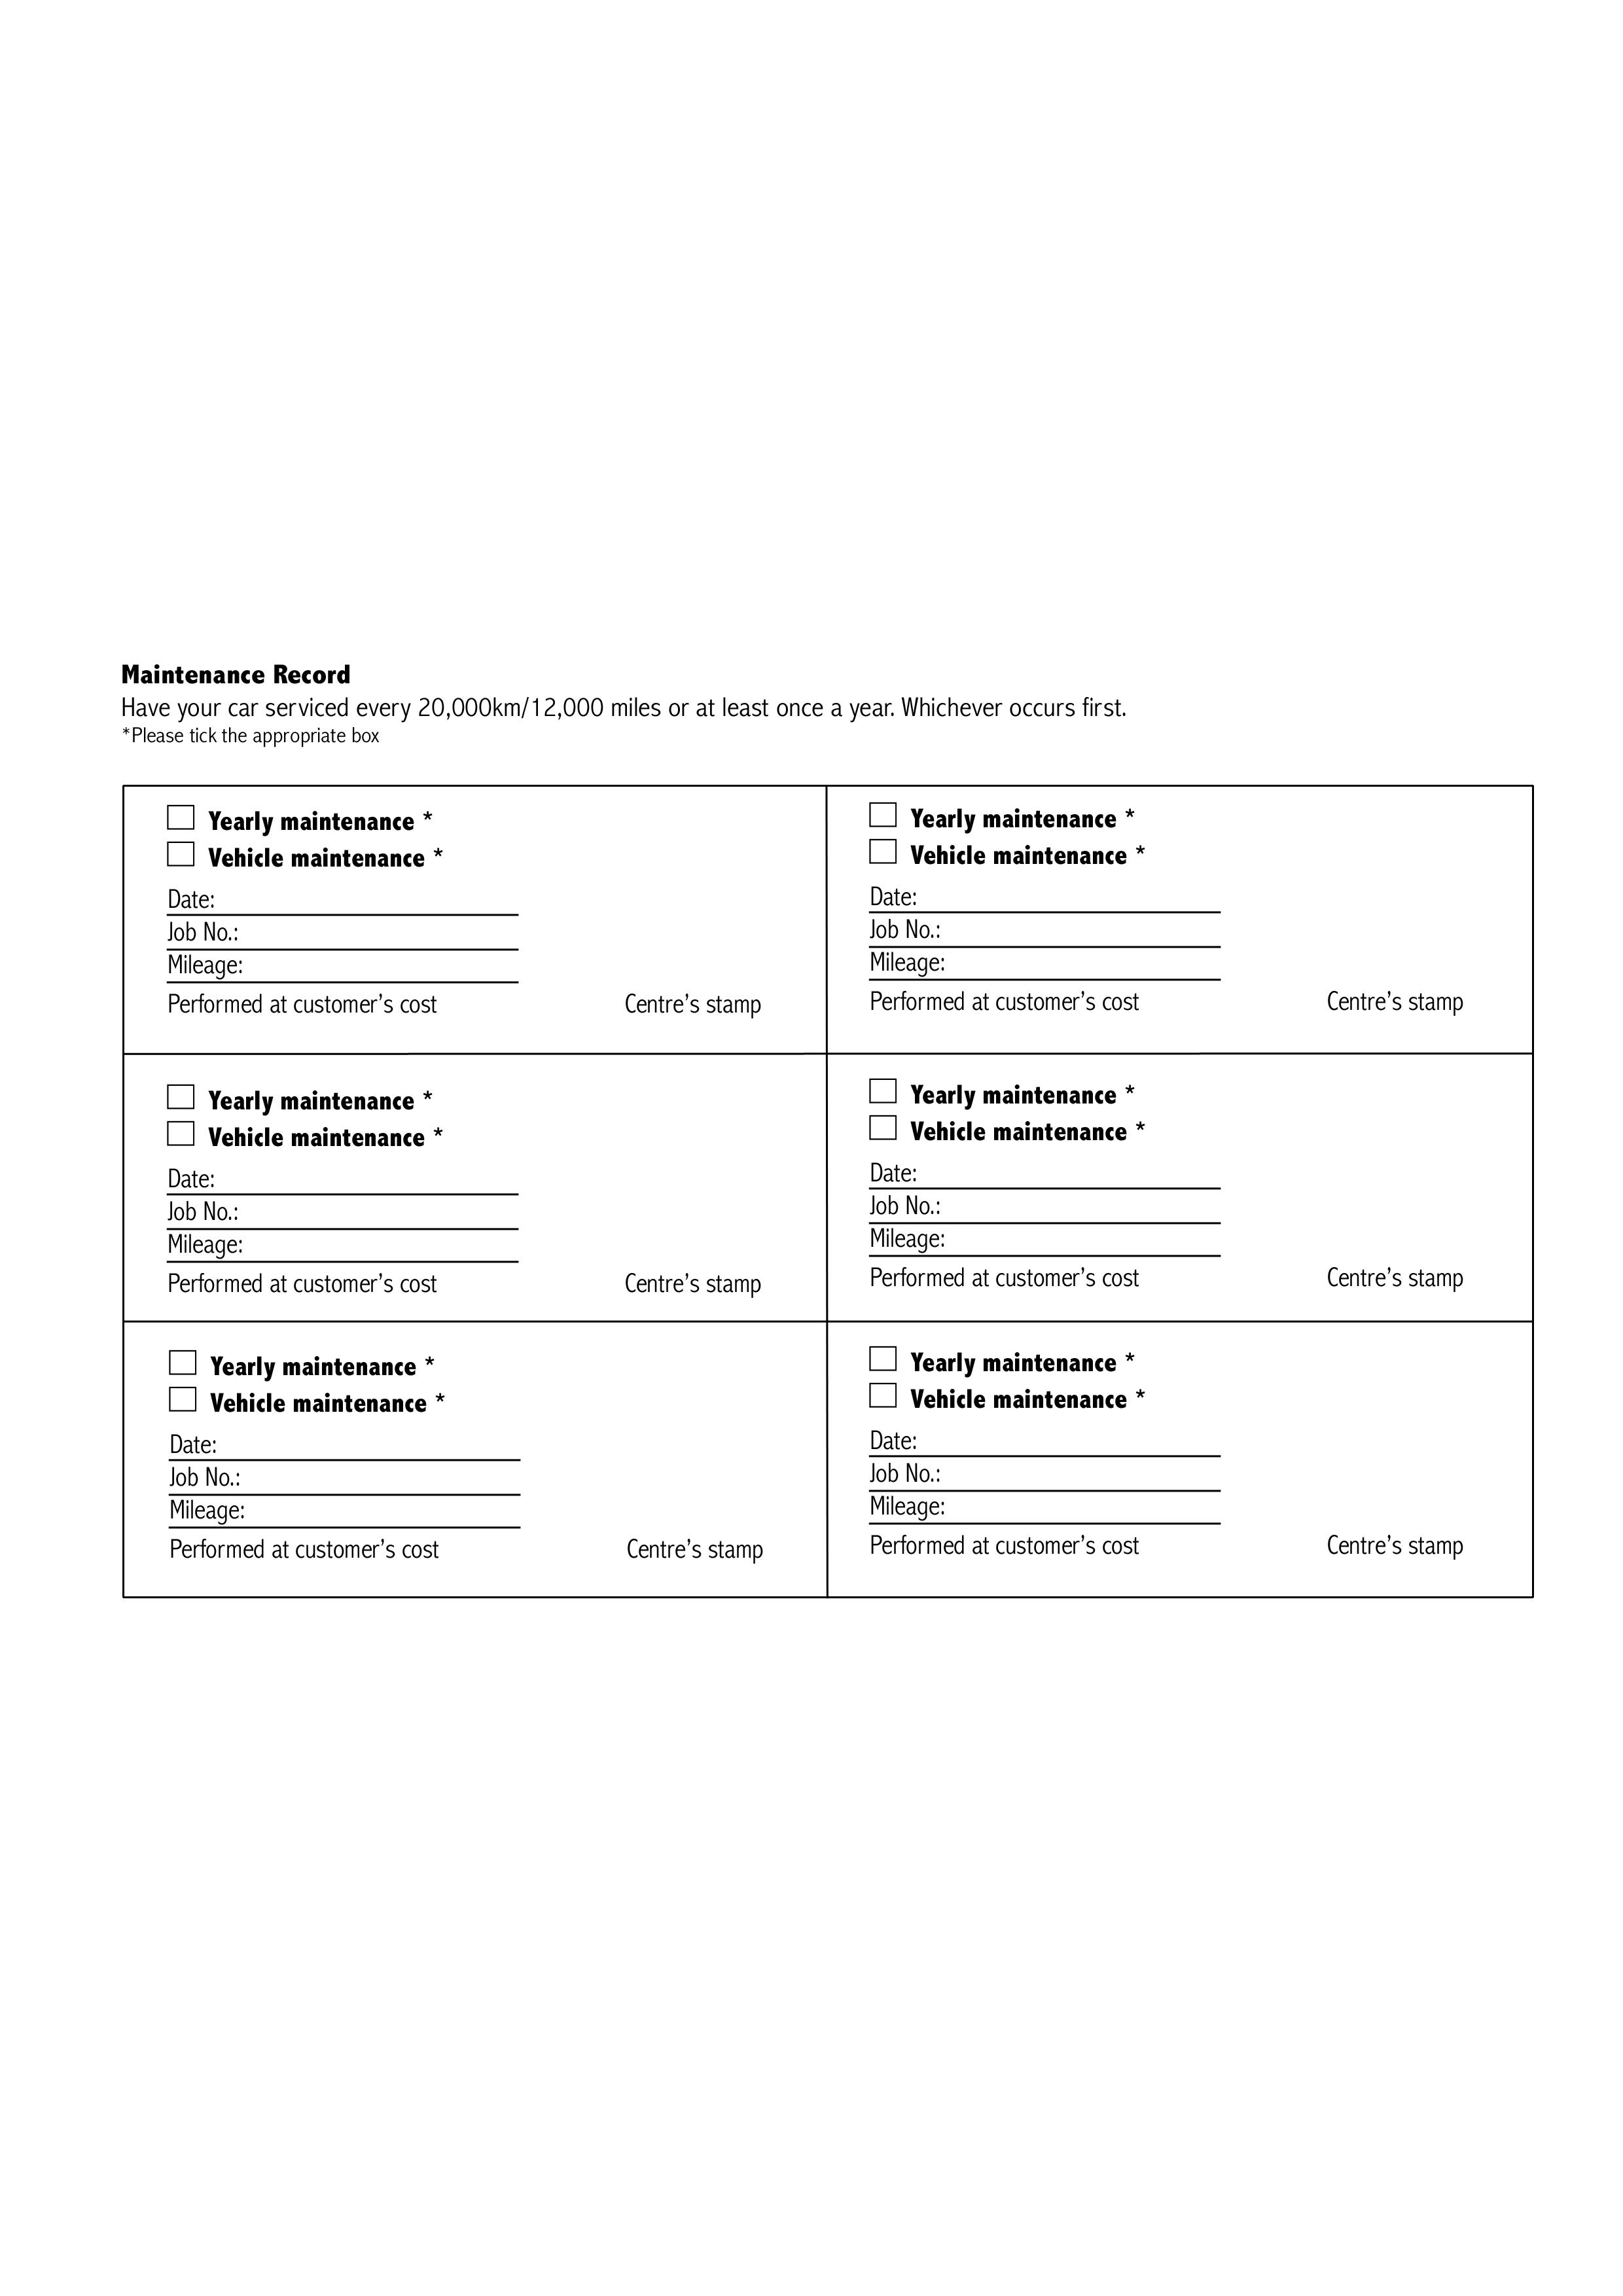 Maintenance Record
Have your car serviced every 20,000km/12,000 miles or at least once a year. Whichever occurs first.
*Please tick the appropriate box
Yearly maintenance *
Vehicle maintenance *
Date:
Job No.:
Mileage:
Performed at customer’s cost Centre’s stamp
Yearly maintenance *
Vehicle maintenance *
Date:
Job No.:
Mileage:
Performed at customer’s cost Centre’s stamp
Yearly maintenance *
Vehicle maintenance *
Date:
Job No.:
Mileage:
Performed at customer’s cost Centre’s stamp
Yearly maintenance *
Vehicle maintenance *
Date:
Job No.:
Mileage:
Performed at customer’s cost Centre’s stamp
Yearly maintenance *
Vehicle maintenance *
Date:
Job No.:
Mileage:
Performed at customer’s cost Centre’s stamp
Yearly maintenance *
Vehicle maintenance *
Date:
Job No.:
Mileage:
Performed at customer’s cost Centre’s stamp